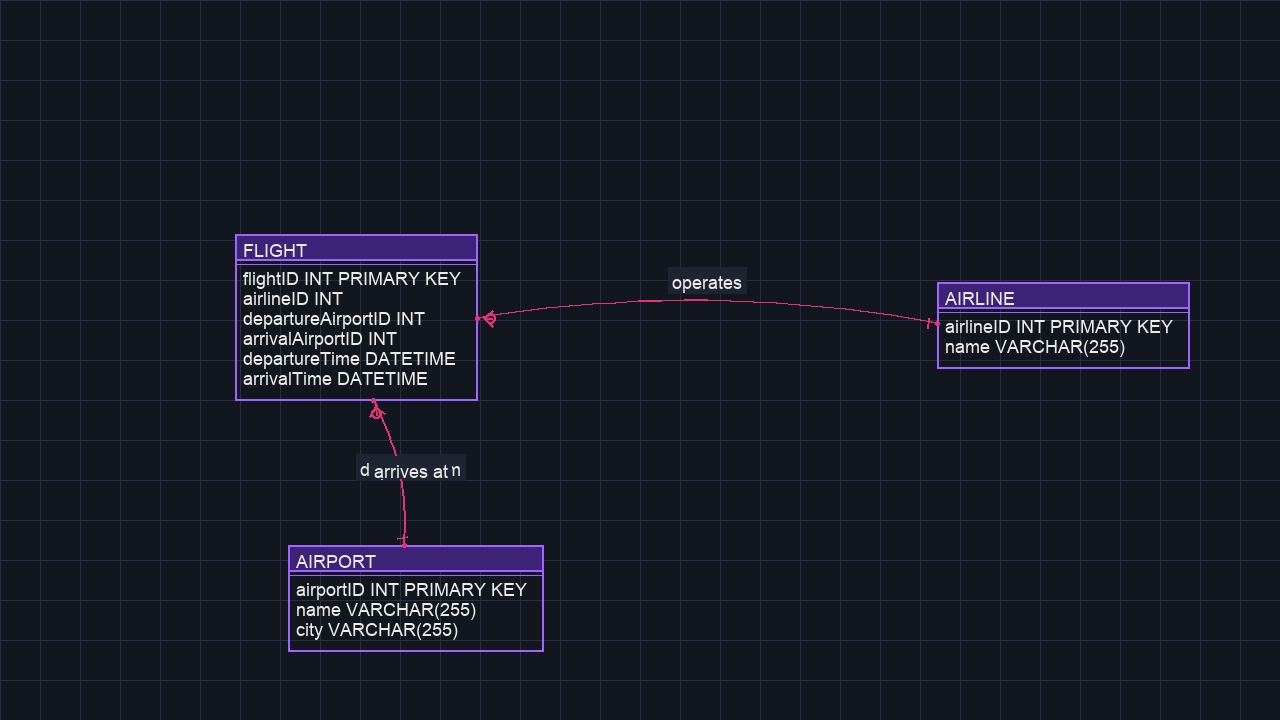 FLIGHT
flightID INT PRIMARY KEY
airlineID INT
departureAirportID INT
arrivalAirportID INT
departureTime DATETIME
arrivalTime DATETIME
operates
AIRLINE
airlineID INT PRIMARY KEY
name VARCHAR(255)
arrives at
AIRPORT
airportID INT PRIMARY KEY
name VARCHAR(255)
city VARCHAR(255)